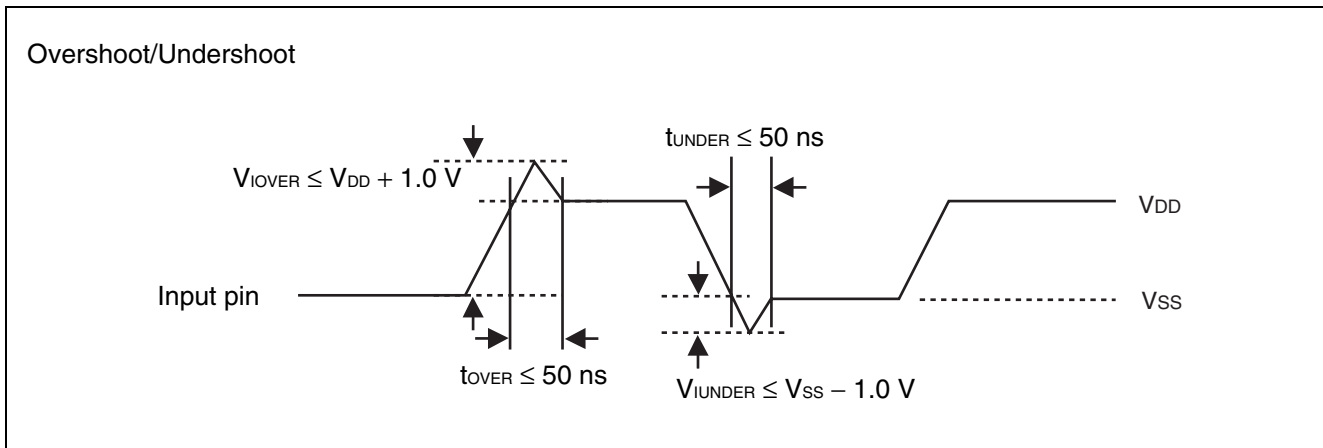 Overshoot/Undershoot
tUNDER ≤ 50 ns
VIOVER ≤ VDD + 1.0 V
VDD
Input pin
VSS
tOVER ≤ 50 ns
VIUNDER ≤ VSS − 1.0 V